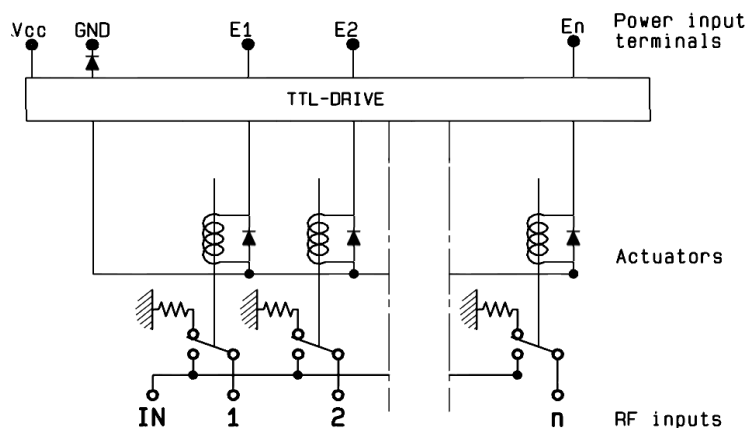 Vcc GND E1 E2 En Power input
terminals
TTL-DRIVE
Actuators
IN 1 2 n RF inputs